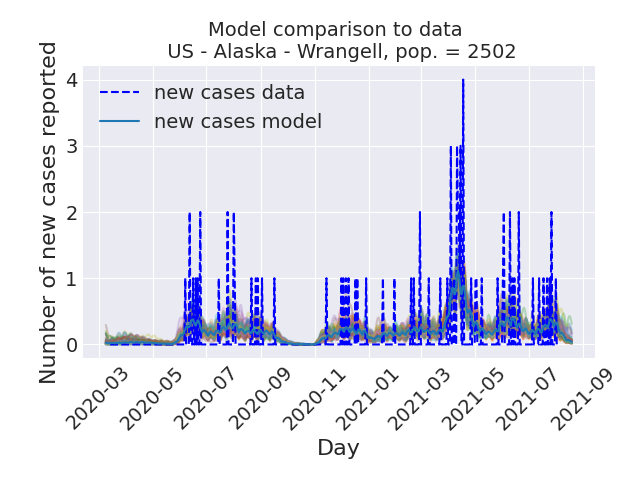 Model comparison to data
US - Alaska - Wrangell, pop. = 2502
Number of new cases reported
4
3
2
1
0
new cases data
new cases model
2020-03
2020-05
2020-07
2020-09
2020-11
2021-01
2021-03
2021-05
2021-07
2021-09
Day